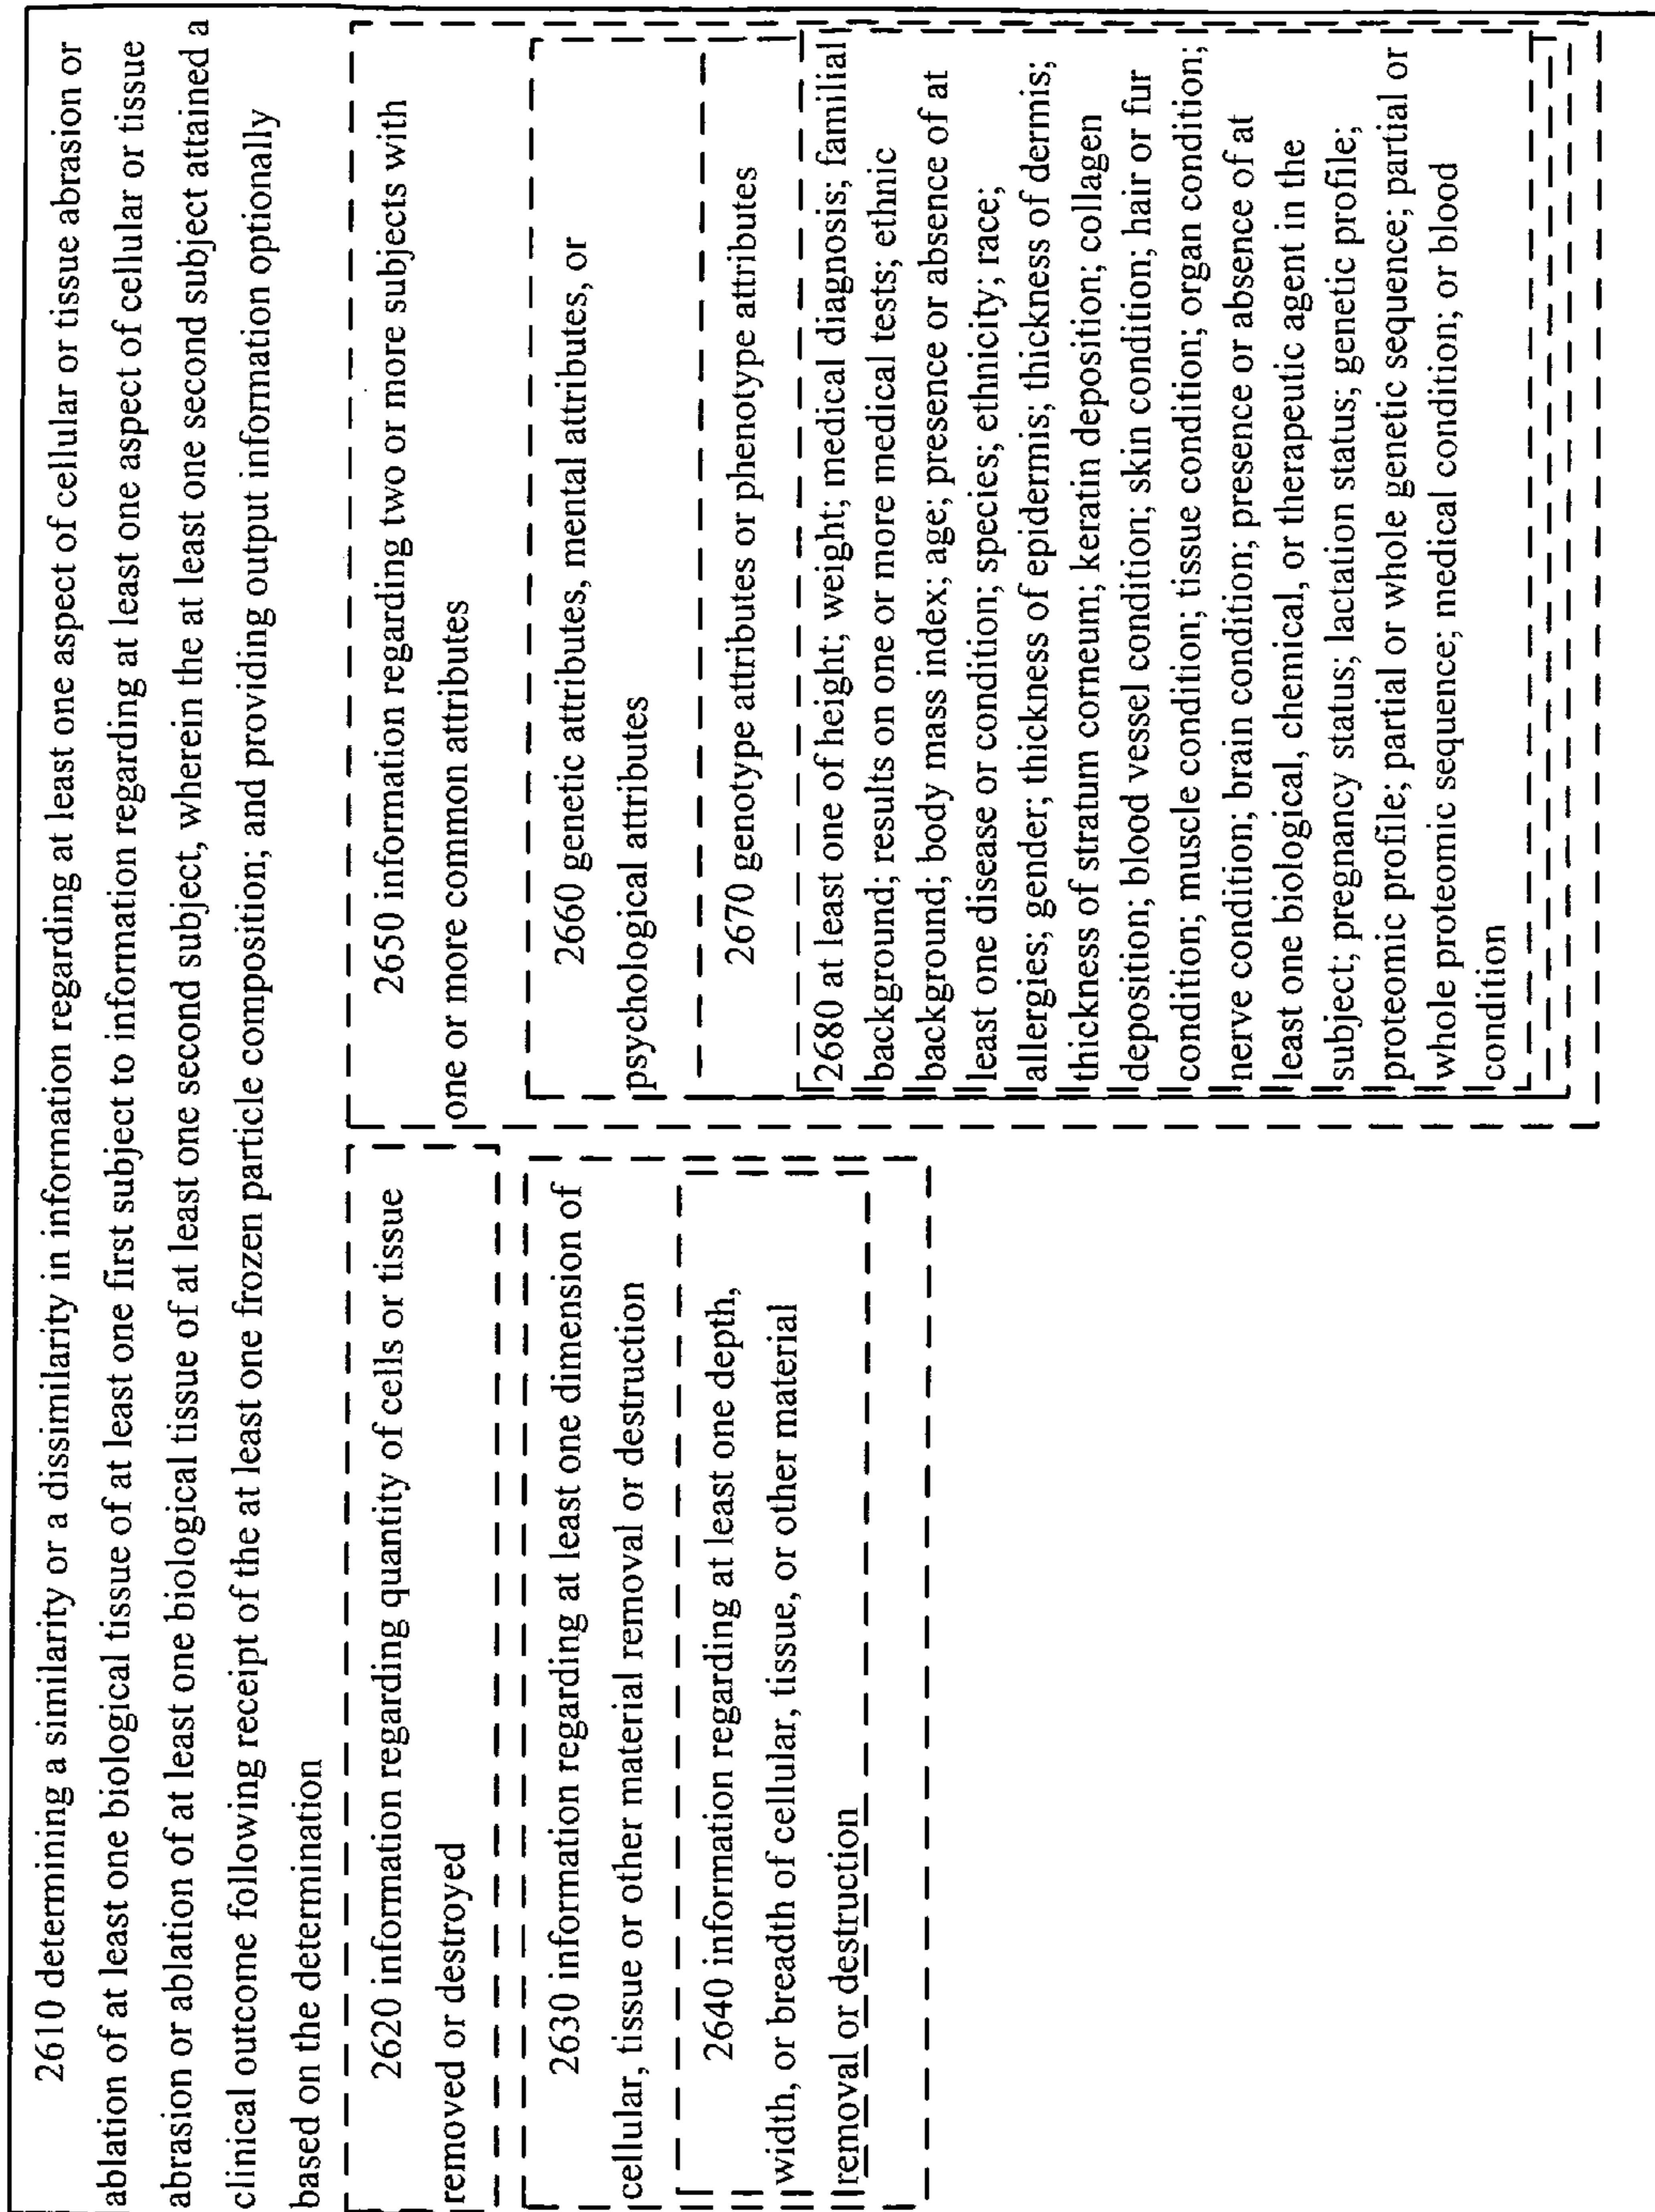 2610 determining a similarity or a dissimilarity in information regarding at least one aspect of cellular or tissue abrasion or
ablation of at least one biological tissue of at least one first subject to information regarding at least one aspect of cellular or tissue
abrasion or ablation of at least one biological tissue of at least one second subject, wherein the at least one second subject attained a
clinical outcome following receipt of the at least one frozen particle composition; and providing output information optionally
based on the determination
2620 information regarding quantity of cells or tissue
removed or destroyed
2630 information regarding at least one dimension of
cellular, tissue or other material removal or destruction
2640 information regarding at least one depth,
width, or breadth of cellular, tissue, or other material
removal or destruction
2650 information regarding two or more subjects with
one or more common attributes
2660 genetic attributes, mental attributes, or
psychological attributes
2670 genotype attributes or phenotype attributes
2680 at least one of height; weight; medical diagnosis; familial
background; results on one or more medical tests; ethnic
background; body mass index; age; presence or absence of at
least one disease or condition; species; ethnicity; race;
allergies; gender; thickness of epidermis; thickness of dermis;
thickness of stratum corneum; keratin deposition; collagen
deposition; blood vessel condition; skin condition; hair or fur
condition; muscle condition; tissue condition; organ condition;
nerve condition; brain condition; presence or absence of at
least one biological, chemical, or therapeutic agent in the
subject; pregnancy status; lactation status; genetic profile;
proteomic profile; partial or whole genetic sequence; partial or
whole proteomic sequence; medical condition; or blood
condition